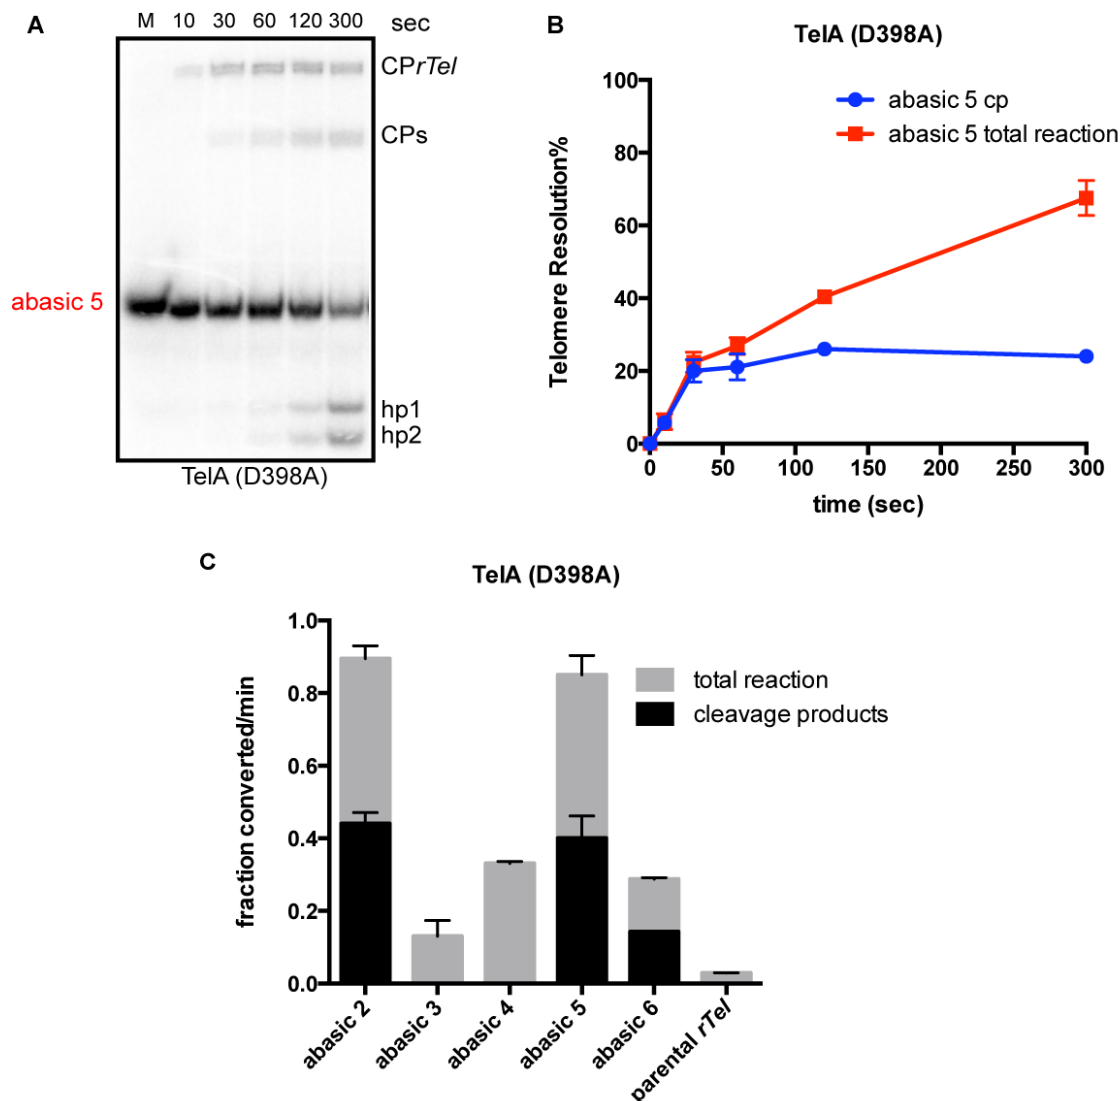 A
M 10 30 60 120 300 sec
CPrTel
CPs
abasic 5
hp1
hp2
TelA (D398A)
B
TelA (D398A)
abasic 5 cp
abasic 5 total reaction
Telomere Resolution%
100
80
60
40
20
0
0 50 100 150 200 250 300
time (sec)
C
TelA (D398A)
total reaction
cleavage products
fraction converted/min
1.0
0.8
0.6
0.4
0.2
0.0
abasic 2
abasic 3
abasic 4
abasic 5
abasic 6
parental rTel